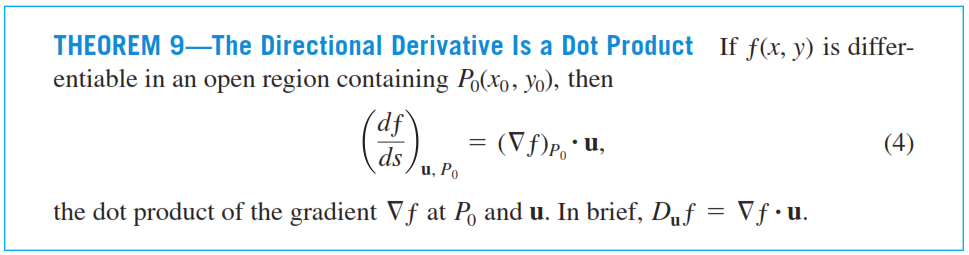 THEOREM 9—The Directional Derivative Is a Dot Product If f(x, y) is differ-
entiable in an open region containing P₀(x₀, y₀), then
(df/ds)ᵤ, P₀ = (∇f)P₀ · u, (4)
the dot product of the gradient ∇f at P₀ and u. In brief, Dᵤf = ∇f · u.